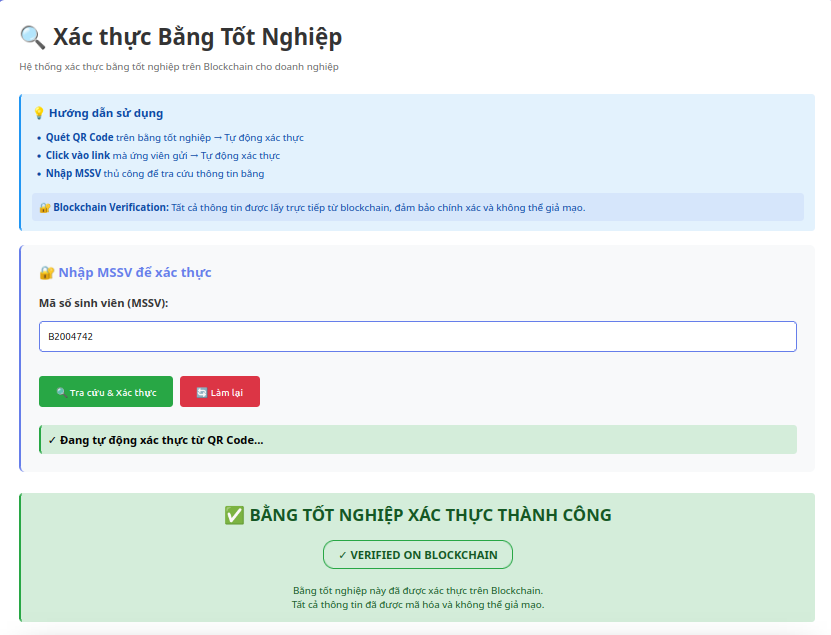 🔍 Xác thực Bằng Tốt Nghiệp
Hệ thống xác thực bằng tốt nghiệp trên Blockchain cho doanh nghiệp
💡 Hướng dẫn sử dụng
• Quét QR Code trên bằng tốt nghiệp → Tự động xác thực
• Click vào link mà ứng viên gửi → Tự động xác thực
• Nhập MSSV thủ công để tra cứu thông tin bằng
🔐 Blockchain Verification: Tất cả thông tin được lấy trực tiếp từ blockchain, đảm bảo chính xác và không thể giả mạo.
🔐 Nhập MSSV để xác thực
Mã số sinh viên (MSSV):
B2004742
🔍 Tra cứu & Xác thực
🔄 Làm lại
✓ Đang tự động xác thực từ QR Code...
✅ BẰNG TỐT NGHIỆP XÁC THỰC THÀNH CÔNG
✓ VERIFIED ON BLOCKCHAIN
Bằng tốt nghiệp này đã được xác thực trên Blockchain.
Tất cả thông tin đã được mã hóa và không thể giả mạo.